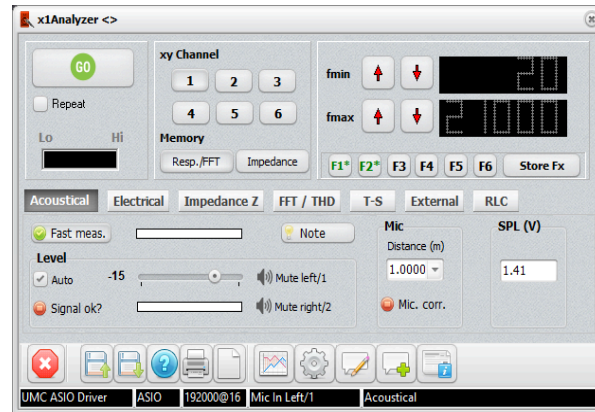 x1Analyzer <>
GO
Repeat
Lo Hi
xy Channel
1 2 3
4 5 6
Memory
Resp./FFT Impedance
fmin 20
fmax 21000
F1* F2* F3 F4 F5 F6 Store Fx
Acoustical Electrical Impedance Z FFT / THD T-S External RLC
Fast meas. Note
Level
Auto -15 Mute left/1
Signal ok? Mute right/2
Mic
Distance (m)
1.0000
Mic. corr.
SPL (V)
1.41
UMC ASIO Driver ASIO 192000@16 Mic In Left/1 Acoustical